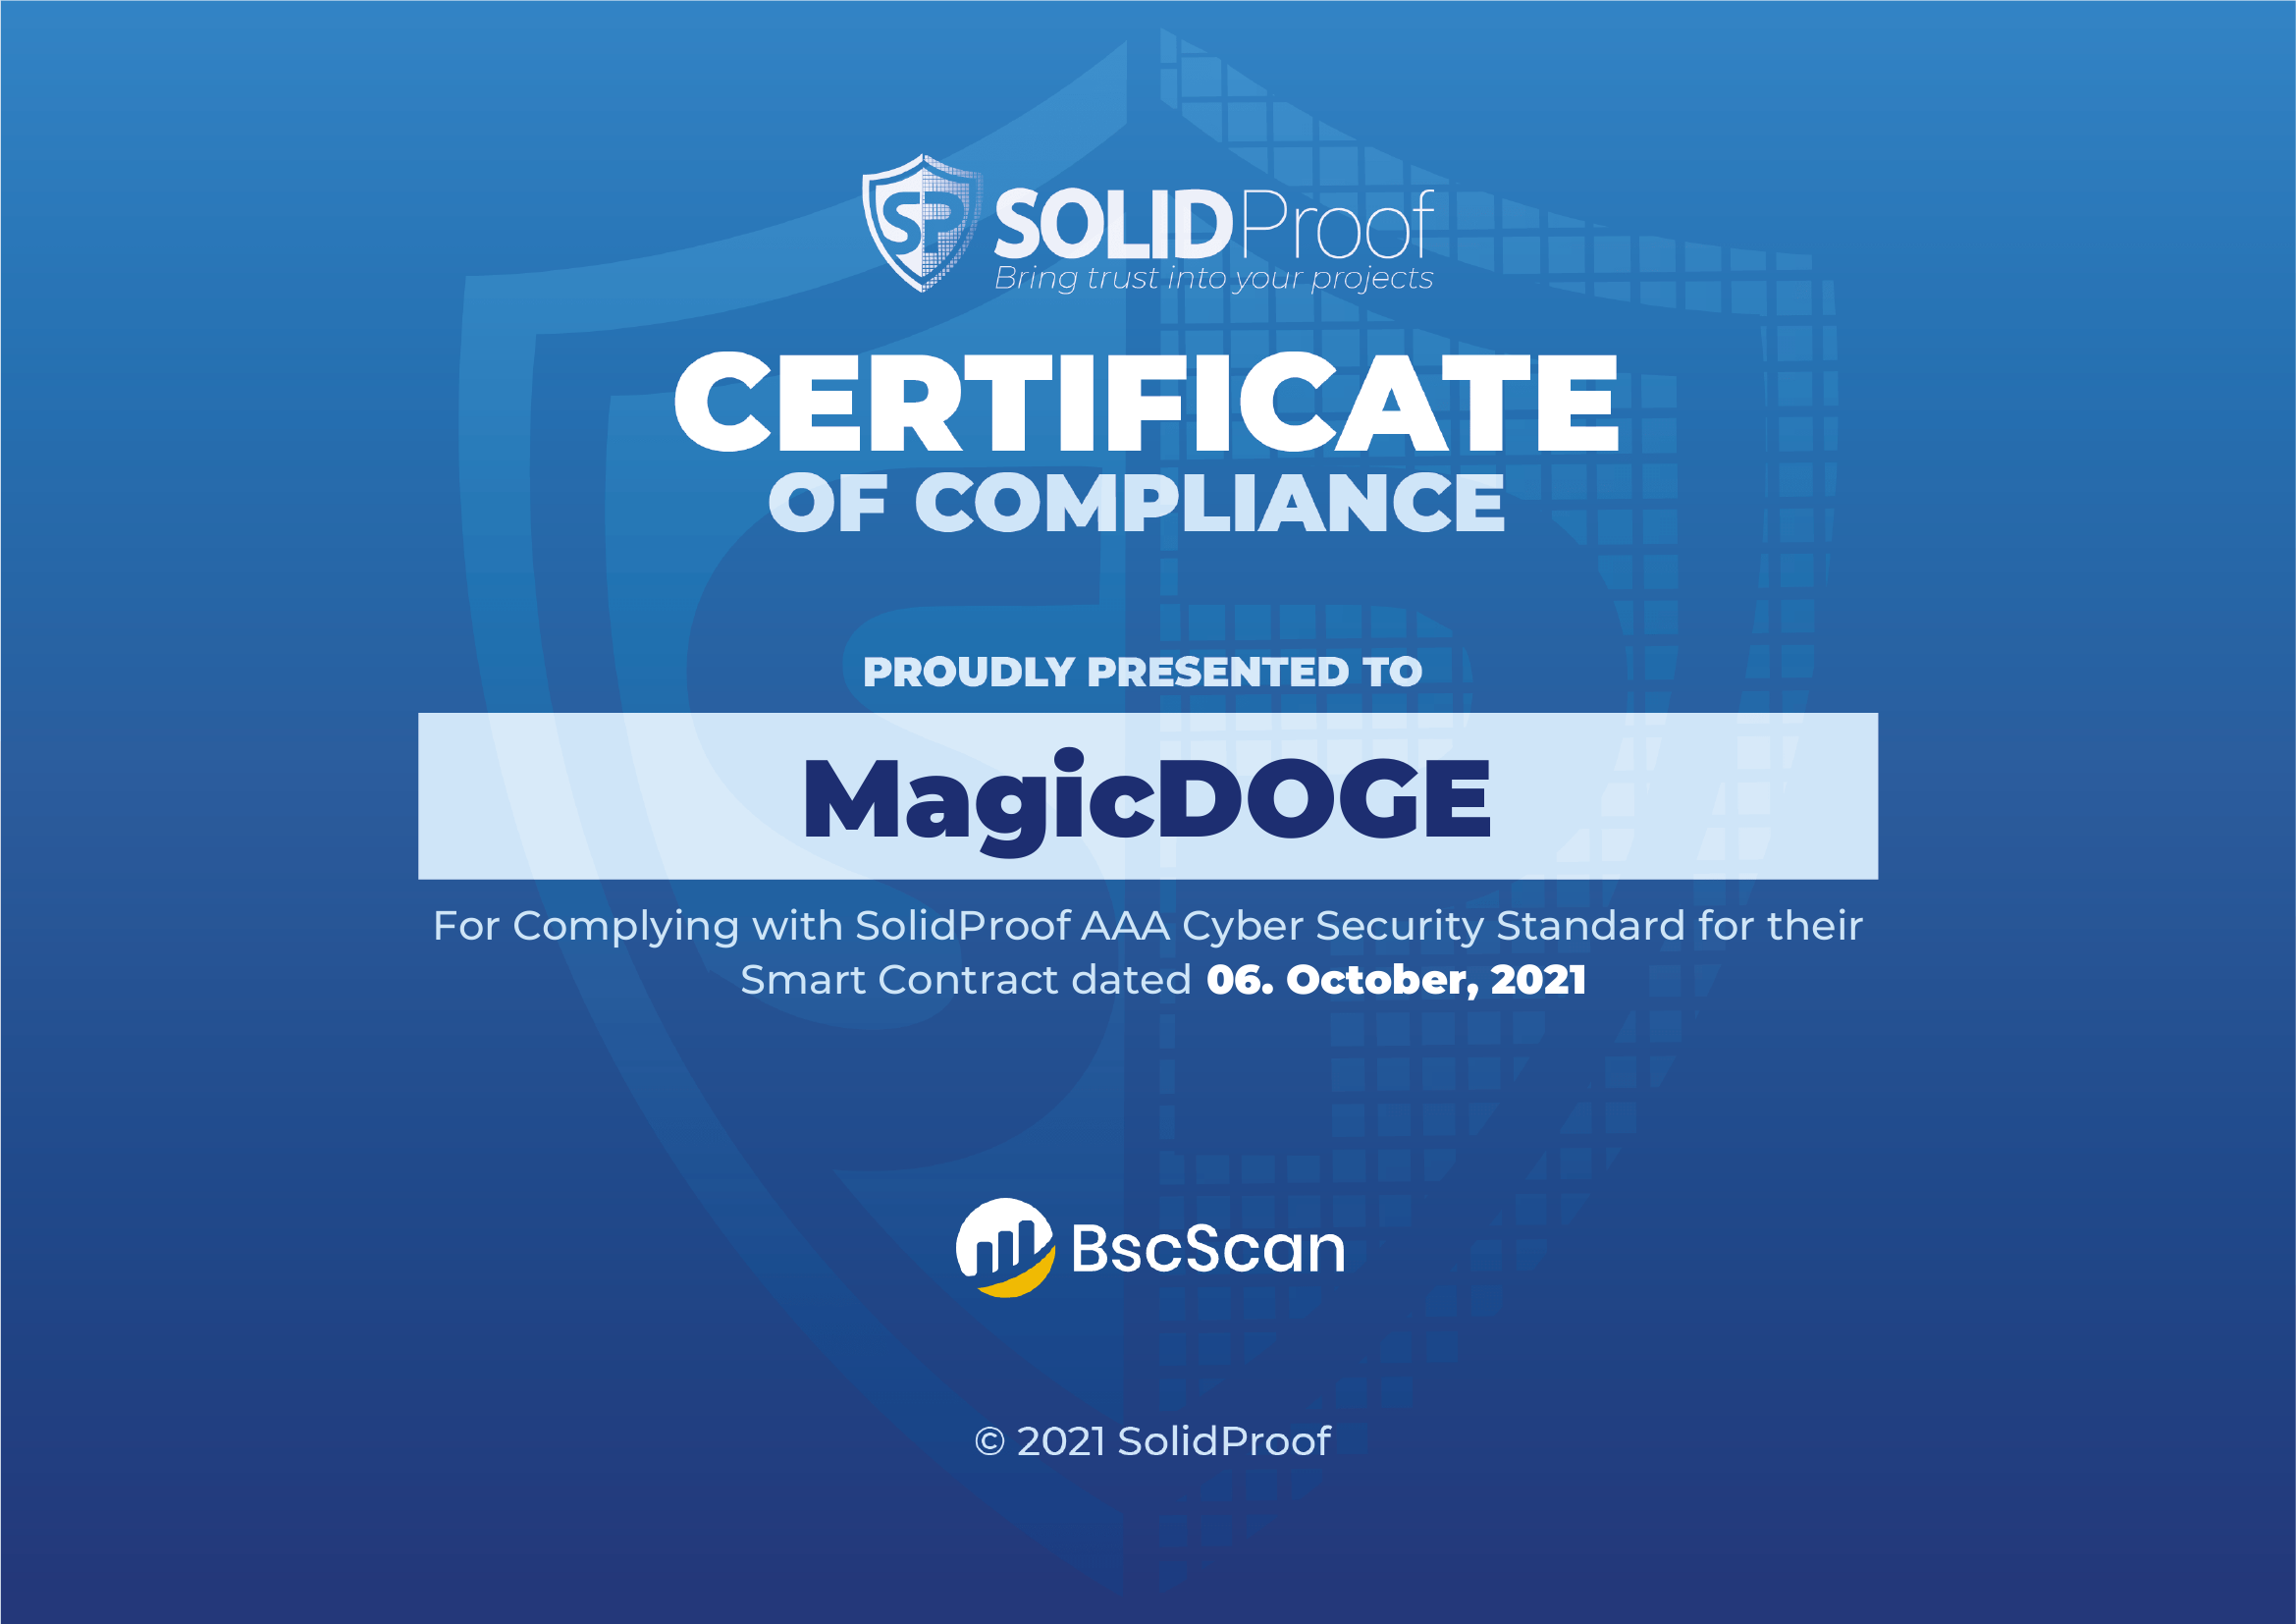 SP SOLIDProof
Bring trust into your projects
CERTIFICATE
OF COMPLIANCE
PROUDLY PRESENTED TO
MagicDOGE
For Complying with SolidProof AAA Cyber Security Standard for their
Smart Contract dated 06. October, 2021
BscScan
© 2021 SolidProof